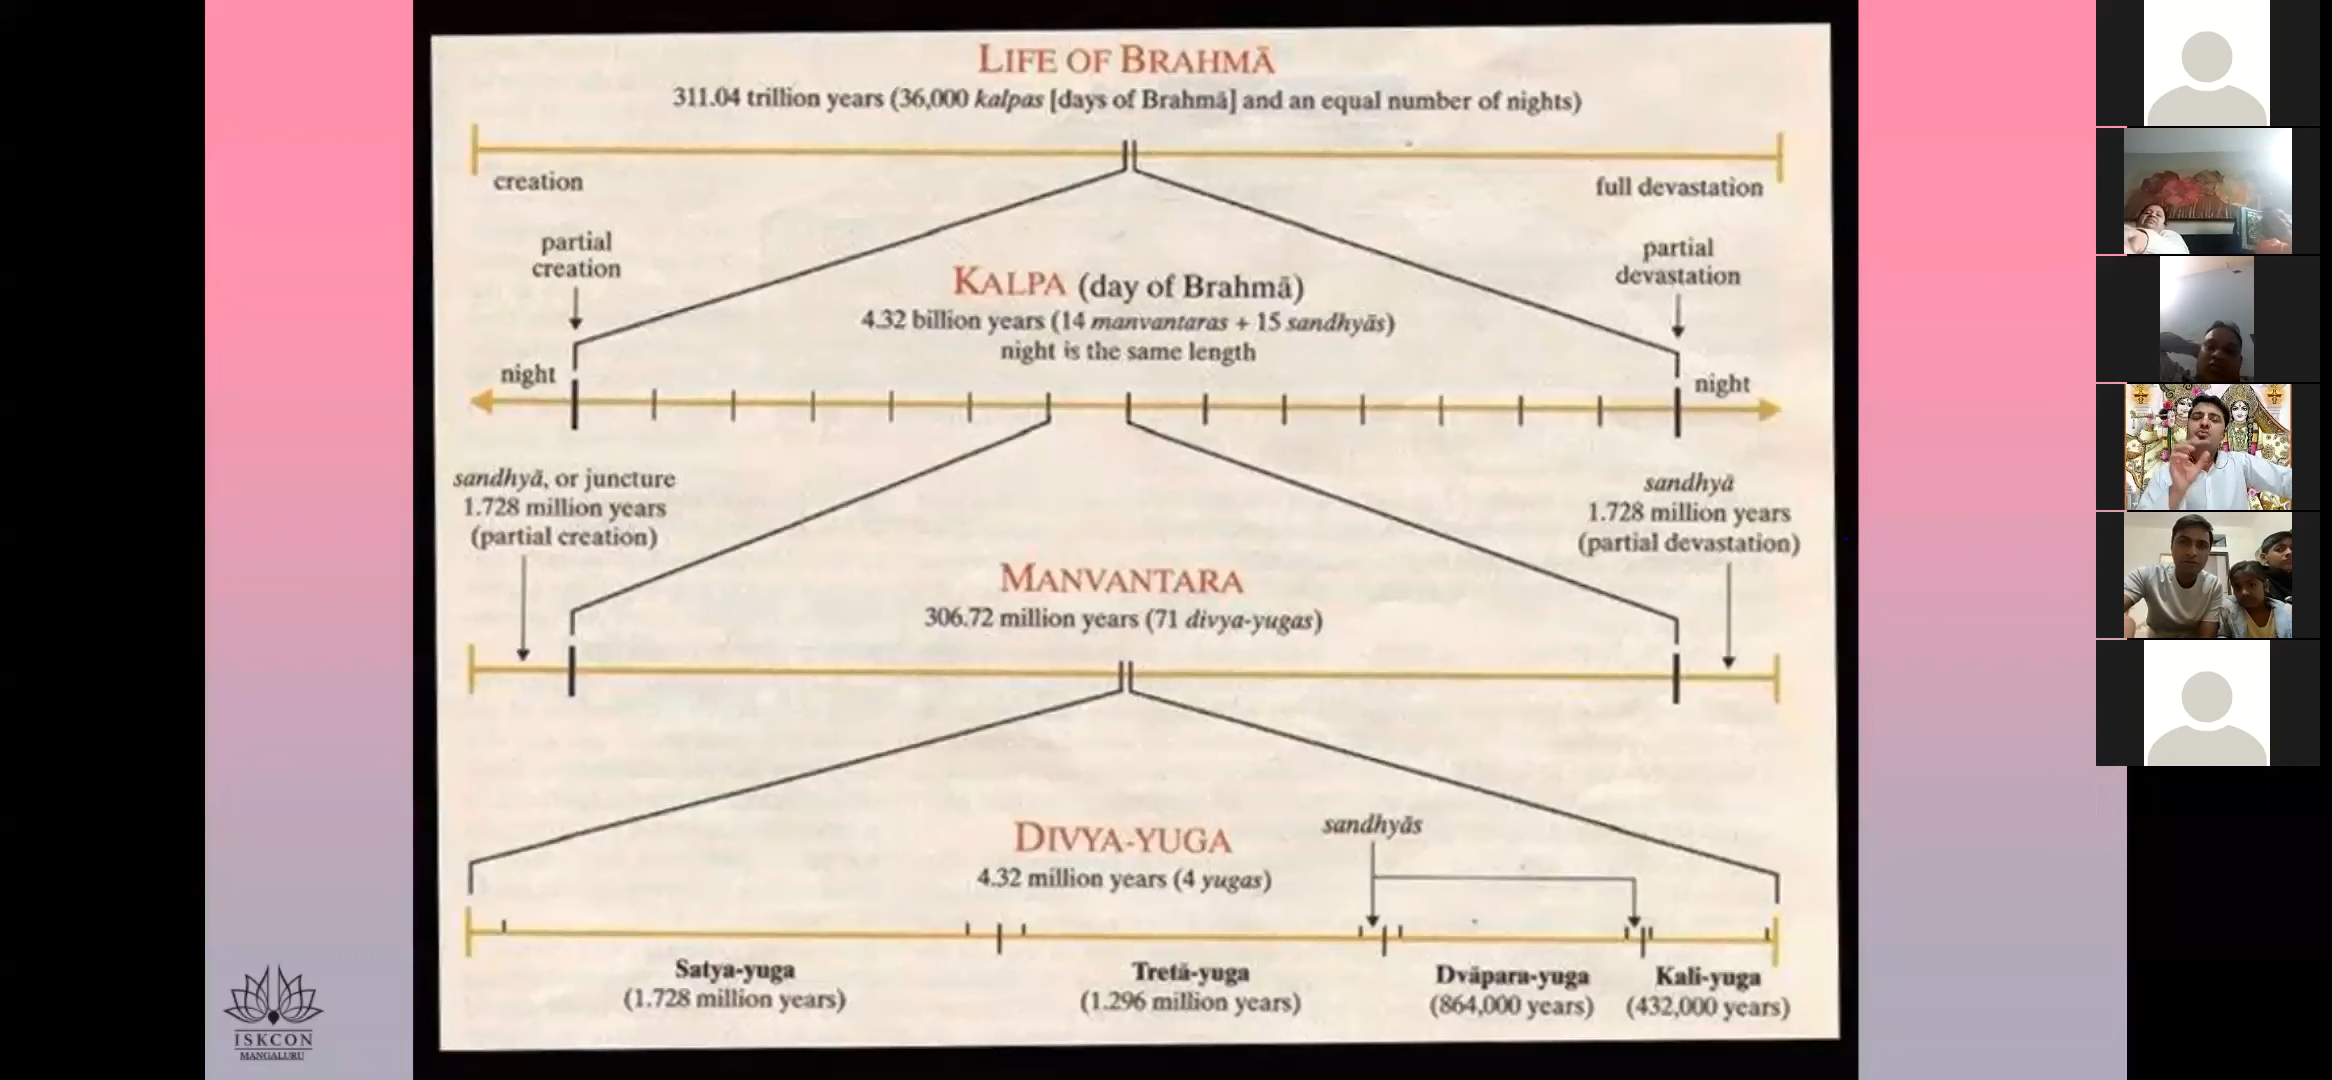 LIFE OF BRAHMĀ
311.04 trillion years (36,000 kalpas [days of Brahmā] and an equal number of nights)
creation
full devastation
partial
creation
partial
devastation
KALPA (day of Brahmā)
4.32 billion years (14 manvantaras + 15 sandhyās)
night is the same length
night
night
sandhyā, or juncture
1.728 million years
(partial creation)
sandhyā
1.728 million years
(partial devastation)
MANVANTARA
306.72 million years (71 divya-yugas)
DIVYA-YUGA
4.32 million years (4 yugas)
sandhyās
Satya-yuga
(1.728 million years)
Tretā-yuga
(1.296 million years)
Dvāpara-yuga
(864,000 years)
Kali-yuga
(432,000 years)
ISKCON
MANGALURU